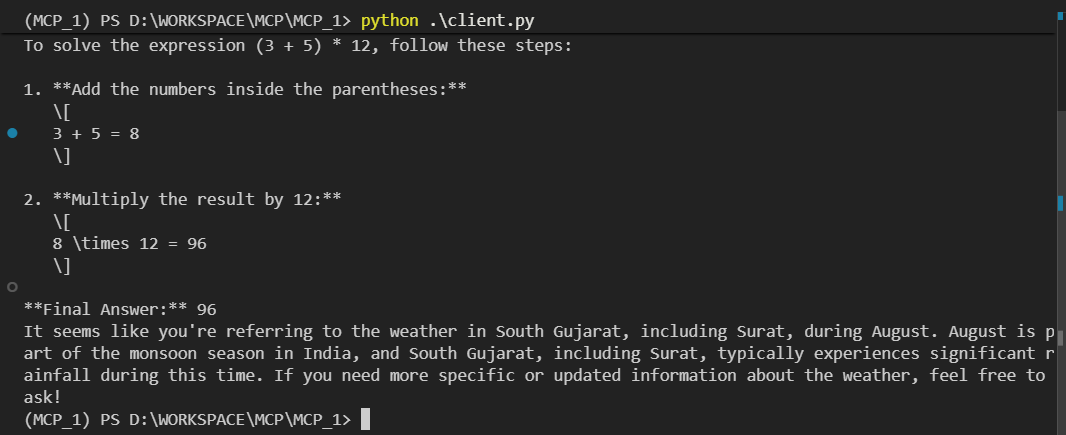 (MCP_1) PS D:\WORKSPACE\MCP\MCP_1> python .\client.py
To solve the expression (3 + 5) * 12, follow these steps:
1. **Add the numbers inside the parentheses:**
\[
3 + 5 = 8
\]
2. **Multiply the result by 12:**
\[
8 \times 12 = 96
\]
**Final Answer:** 96
It seems like you're referring to the weather in South Gujarat, including Surat, during August. August is p
art of the monsoon season in India, and South Gujarat, including Surat, typically experiences significant r
ainfall during this time. If you need more specific or updated information about the weather, feel free to
ask!
(MCP_1) PS D:\WORKSPACE\MCP\MCP_1>